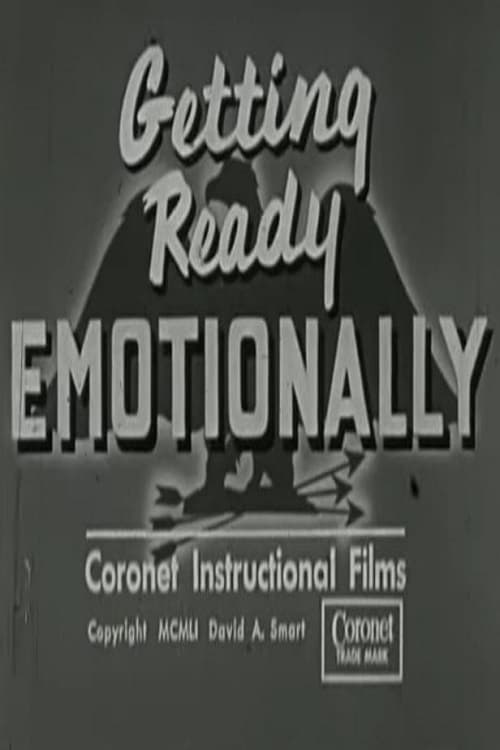 Getting
Ready
EMOTIONALLY
Coronet Instructional Films
Copyright MCMLI David A. Smart
Coronet
TRADE MARK